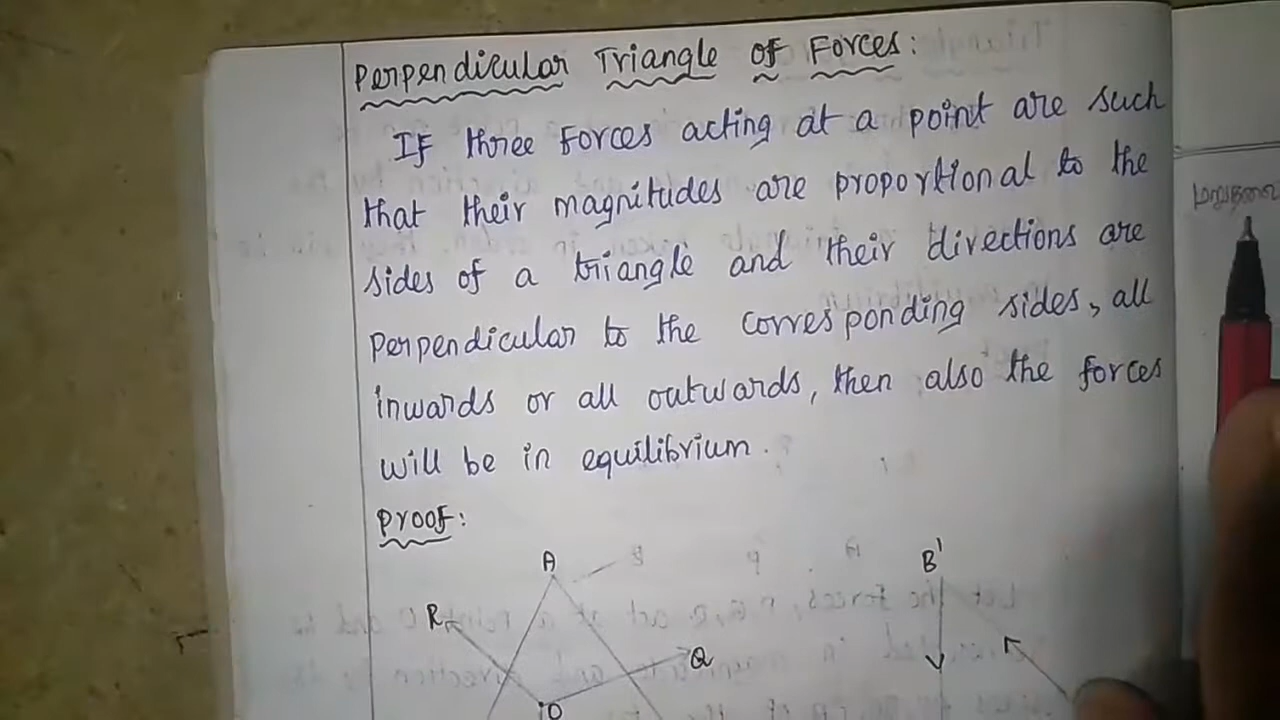 Perpendicular Triangle of Forces:
If three Forces acting at a point are such
that their magnitudes are proportional to the
sides of a triangle and their directions are
perpendicular to the corresponding sides, all
inwards or all outwards, then also the forces
will be in equilibrium.
Proof:
A
B'
R
Q
O